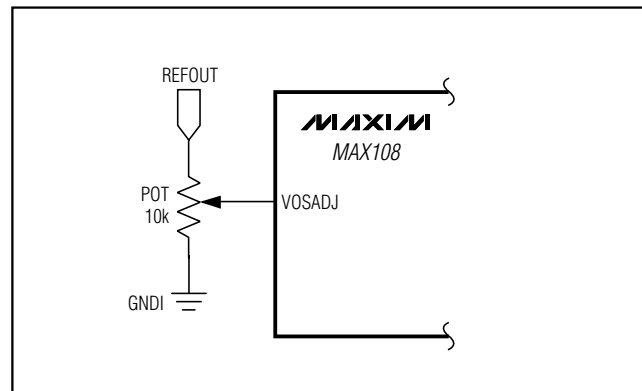 REFOUT
MAXIM
MAX108
POT
10k
VOSADJ
GNDI